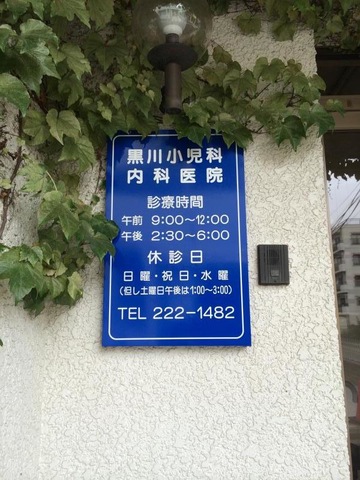 黒川小児科
内科医院
診療時間
午前 9:00〜12:00
午後 2:30〜6:00
休診日
日曜・祝日・水曜
(但し土曜日午後は1:00〜3:00)
TEL 222-1482